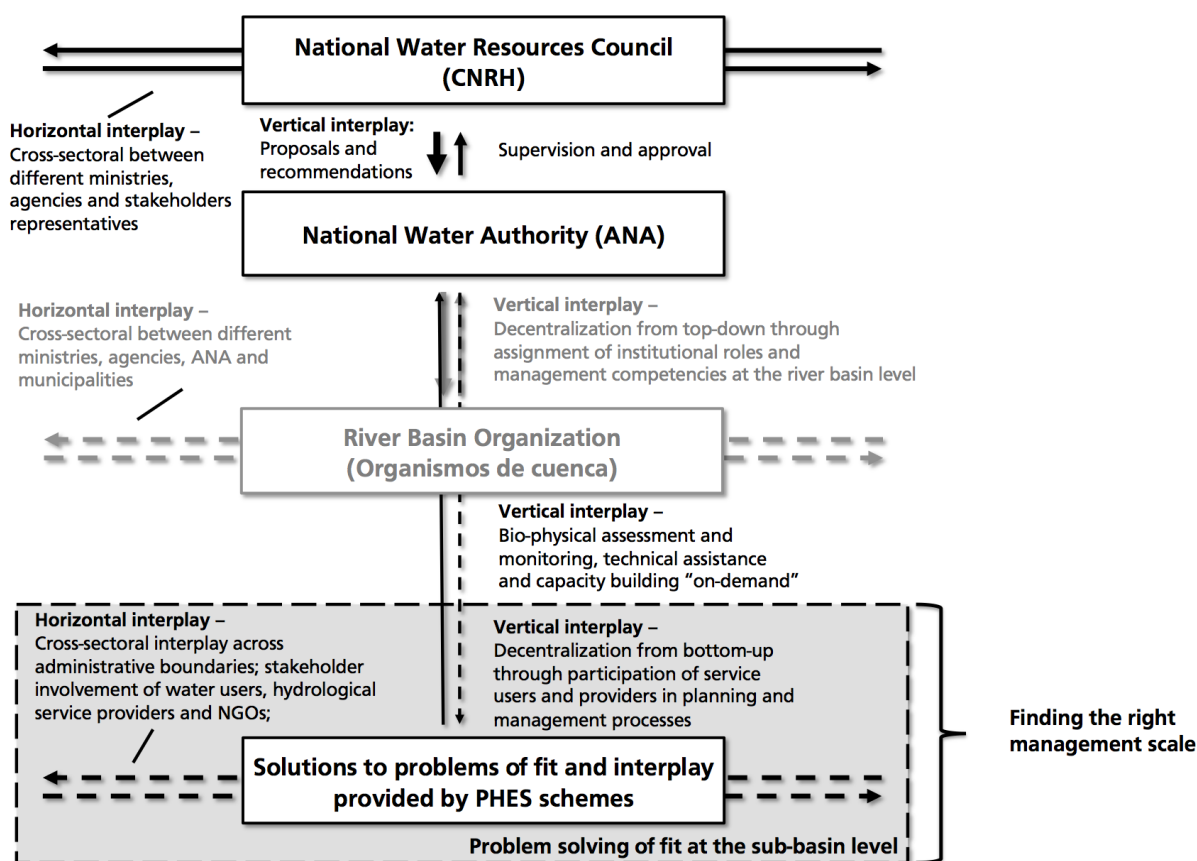 National Water Resources Council
(CNRH)
Horizontal interplay –
Cross-sectoral between
different ministries,
agencies and stakeholders
representatives
Vertical interplay:
Proposals and
recommendations
Supervision and approval
National Water Authority (ANA)
Horizontal interplay –
Cross-sectoral between different
ministries, agencies, ANA and
municipalities
Vertical interplay –
Decentralization from top-down through
assignment of institutional roles and
management competencies at the river basin level
River Basin Organization
(Organismos de cuenca)
Vertical interplay –
Bio-physical assessment and
monitoring, technical assistance
and capacity building “on-demand”
Horizontal interplay –
Cross-sectoral interplay across
administrative boundaries; stakeholder
involvement of water users, hydrological
service providers and NGOs;
Vertical interplay –
Decentralization from bottom-up
through participation of service
users and providers in planning and
management processes
Finding the right
management scale
Solutions to problems of fit and interplay
provided by PHES schemes
Problem solving of fit at the sub-basin level